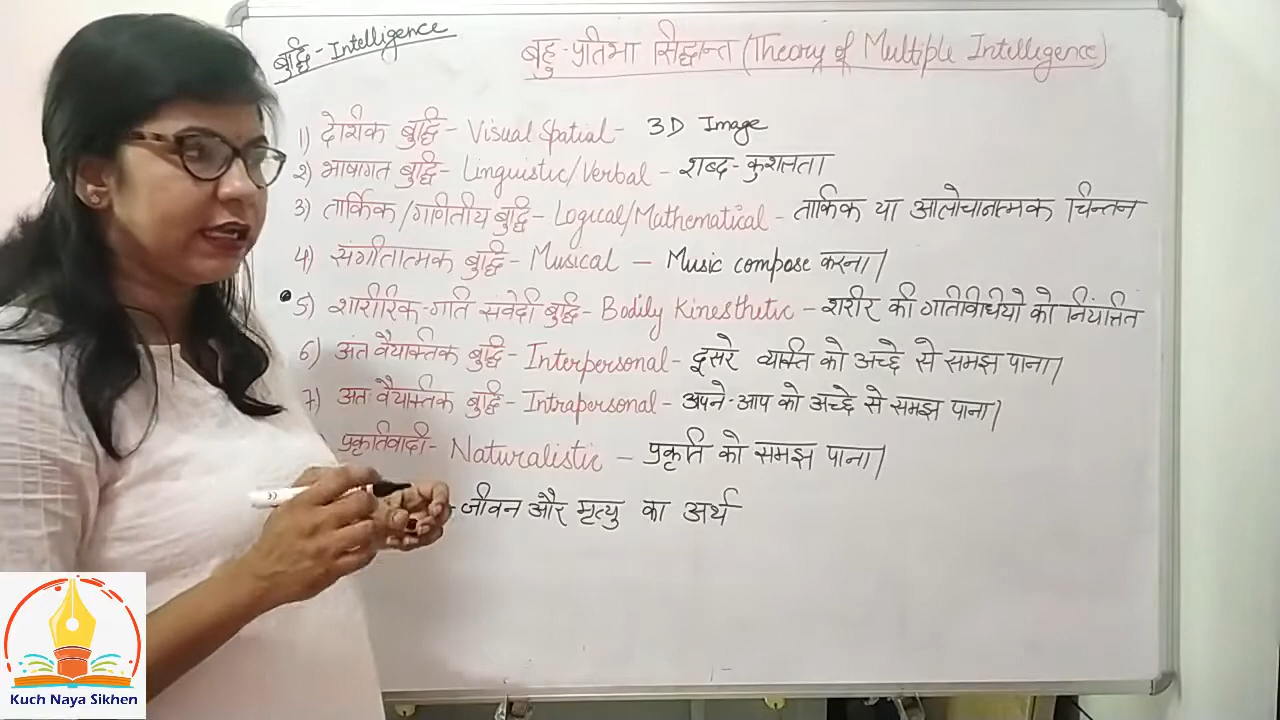 बुद्धि - Intelligence
बहु-प्रतिभा सिद्धान्त (Theory of Multiple Intelligence)
1) देशिक बुद्धि - Visual Spatial - 3D Image
2) भाषागत बुद्धि - Linguistic/Verbal - शब्द-कुशलता
3) तार्किक/गणितीय बुद्धि - Logical/Mathematical - तार्किक या आलोचानत्मक चिन्तन
4) संगीतात्मक बुद्धि - Musical - Music compose करना।
5) शारीरिक-गति संवेदी बुद्धि - Bodily Kinesthetic - शरीर की गतिविधियो को नियंत्रित
6) अंत वैयक्तिक बुद्धि - Interpersonal - दूसरे व्यक्ति को अच्छे से समझ पाना।
7) अतः वैयक्तिक बुद्धि - Intrapersonal - अपने-आप को अच्छे से समझ पाना।
प्रकृतिवादी - Naturalistic - प्रकृति को समझ पाना।
- जीवन और मृत्यु का अर्थ
Kuch Naya Sikhen